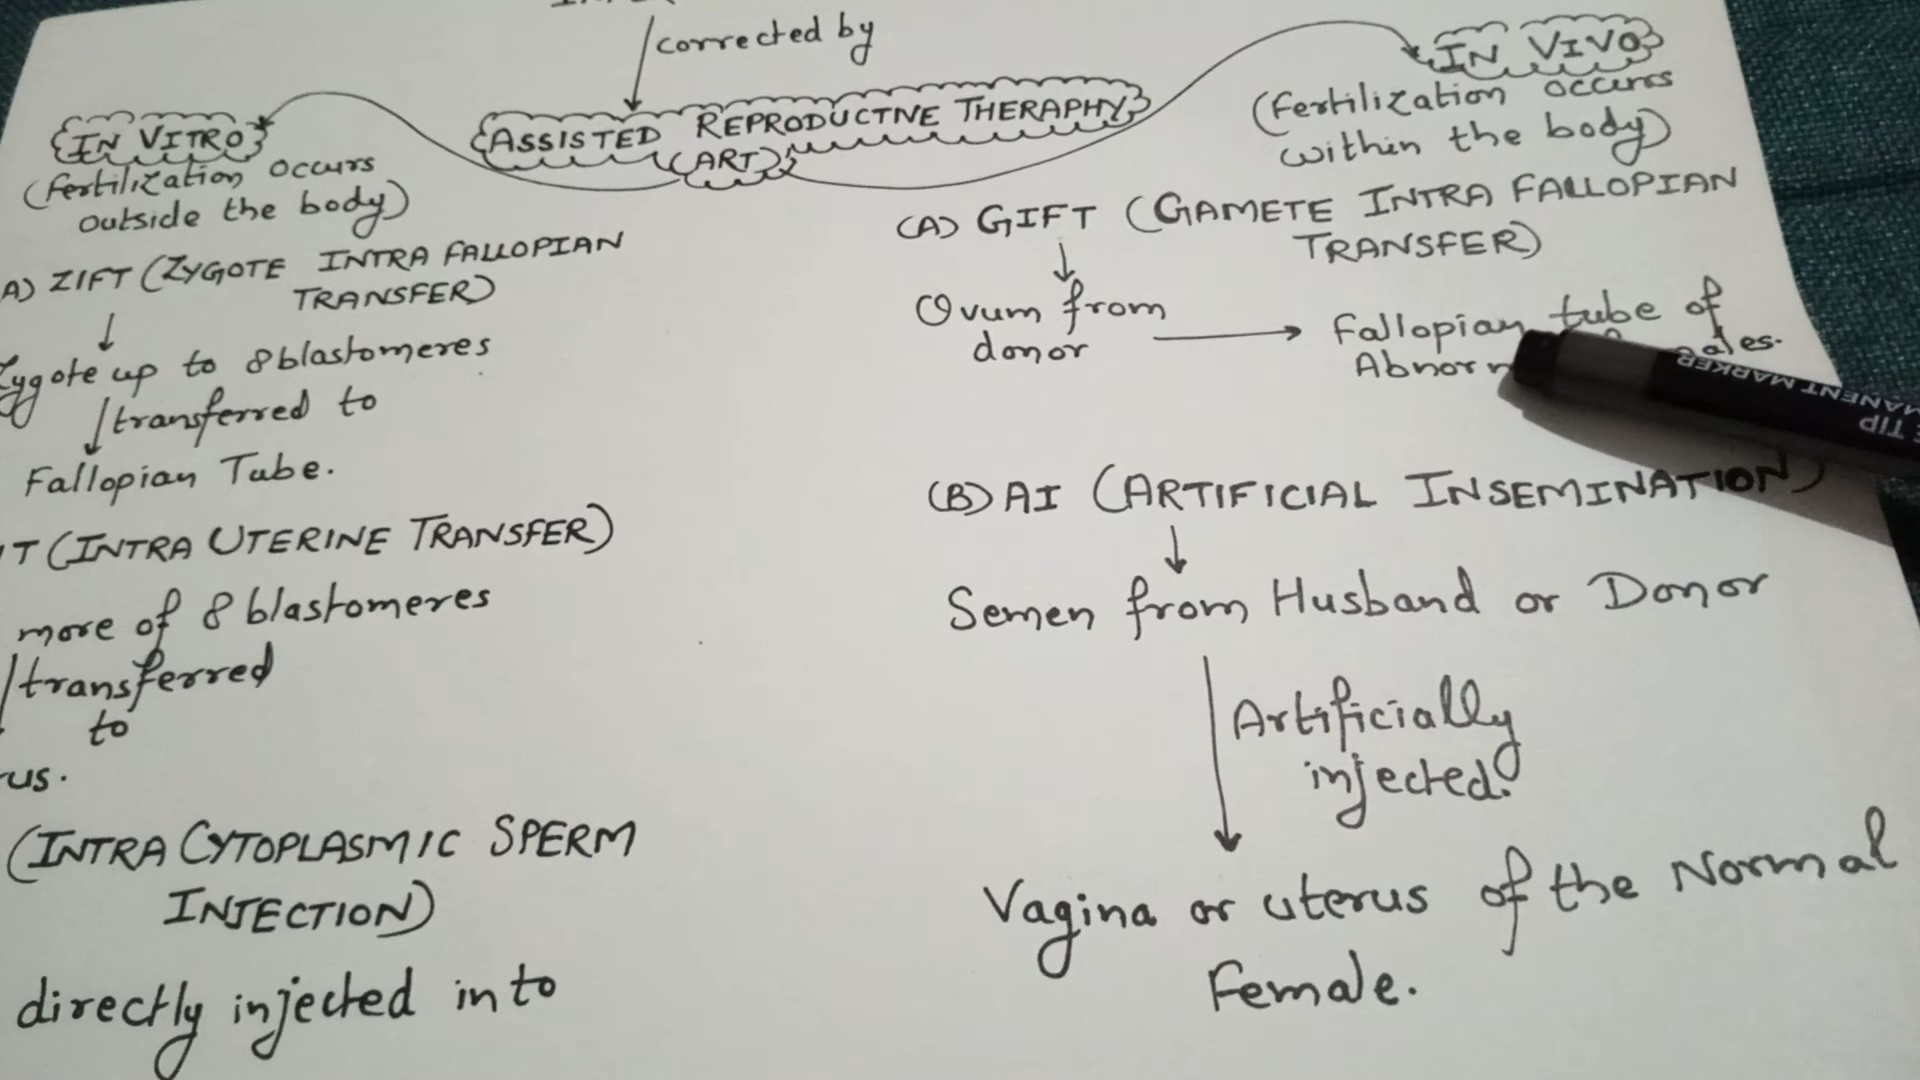 corrected by
ASSISTED REPRODUCTIVE THERAPHY
(ART)
IN VITRO
(Fertilization occurs
outside the body)
A) ZIFT (ZYGOTE INTRA FALLOPIAN
TRANSFER)
Zygote up to 8 blastomeres
transferred to
Fallopian Tube.
T (INTRA UTERINE TRANSFER)
more of 8 blastomeres
transferred
to
rus.
(INTRA CYTOPLASMIC SPERM
INJECTION)
directly injected into
IN VIVO
(Fertilization occurs
within the body)
(A) GIFT (GAMETE INTRA FALLOPIAN
TRANSFER)
Ovum from
donor
Fallopian tube of
(B) AI (ARTIFICIAL INSEMINATION)
Semen from Husband or Donor
Artificially
injected.
Vagina or uterus of the Normal
Female.
MANENT MARKER
TIP